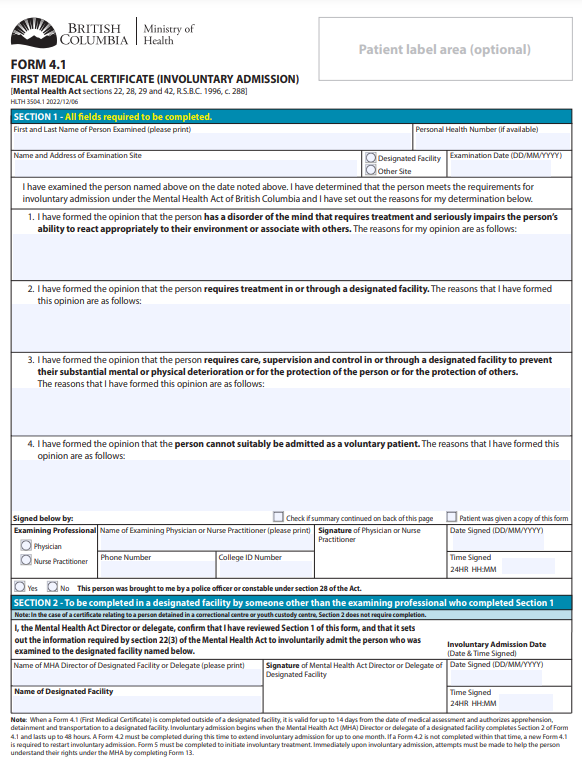 BRITISH
COLUMBIA
Ministry of
Health
Patient label area (optional)
FORM 4.1
FIRST MEDICAL CERTIFICATE (INVOLUNTARY ADMISSION)
[Mental Health Act sections 22, 28, 29 and 42, R.S.B.C. 1996, c. 288]
HLTH 3504.1 2022/12/06
SECTION 1 - All fields required to be completed.
First and Last Name of Person Examined (please print)
Personal Health Number (if available)
Name and Address of Examination Site
Designated Facility
Other Site
Examination Date (DD/MM/YYYY)
I have examined the person named above on the date noted above. I have determined that the person meets the requirements for
involuntary admission under the Mental Health Act of British Columbia and I have set out the reasons for my determination below.
1. I have formed the opinion that the person has a disorder of the mind that requires treatment and seriously impairs the person's
ability to react appropriately to their environment or associate with others. The reasons for my opinion are as follows:
2. I have formed the opinion that the person requires treatment in or through a designated facility. The reasons that I have formed
this opinion are as follows:
3. I have formed the opinion that the person requires care, supervision and control in or through a designated facility to prevent
their substantial mental or physical deterioration or for the protection of the person or for the protection of others.
The reasons that I have formed this opinion are as follows:
4. I have formed the opinion that the person cannot suitably be admitted as a voluntary patient. The reasons that I have formed this
opinion are as follows:
Signed below by:
Check if summary continued on back of this page
Patient was given a copy of this form
Examining Professional
Physician
Nurse Practitioner
Name of Examining Physician or Nurse Practitioner (please print)
Phone Number
College ID Number
Signature of Physician or Nurse
Practitioner
Date Signed (DD/MM/YYYY)
Time Signed
24HR HH:MM
Yes No This person was brought to me by a police officer or constable under section 28 of the Act.
SECTION 2 - To be completed in a designated facility by someone other than the examining professional who completed Section 1
Note: In the case of a certificate relating to a person detained in a correctional centre or youth custody centre, Section 2 does not require completion.
I, the Mental Health Act Director or delegate, confirm that I have reviewed Section 1 of this form, and that it sets
out the information required by section 22(3) of the Mental Health Act to involuntarily admit the person who was
examined to the designated facility named below.
Involuntary Admission Date
(Date & Time Signed)
Name of MHA Director of Designated Facility or Delegate (please print)
Signature of Mental Health Act Director or Delegate of
Designated Facility
Date Signed (DD/MM/YYYY)
Name of Designated Facility
Time Signed
24HR HH:MM
Note: When a Form 4.1 (First Medical Certificate) is completed outside of a designated facility, it is valid for up to 14 days from the date of medical assessment and authorizes apprehension,
detainment and transportation to a designated facility. Involuntary admission begins when the Mental Health Act (MHA) Director or delegate of a designated facility completes Section 2 of Form
4.1 and lasts up to 48 hours. A Form 4.2 must be completed during this time to extend involuntary admission for up to one month. If a Form 4.2 is not completed within that time, a new Form 4.1
is required to restart involuntary admission. Form 5 must be completed to initiate involuntary treatment. Immediately upon involuntary admission, attempts must be made to help the person
understand their rights under the MHA by completing Form 13.